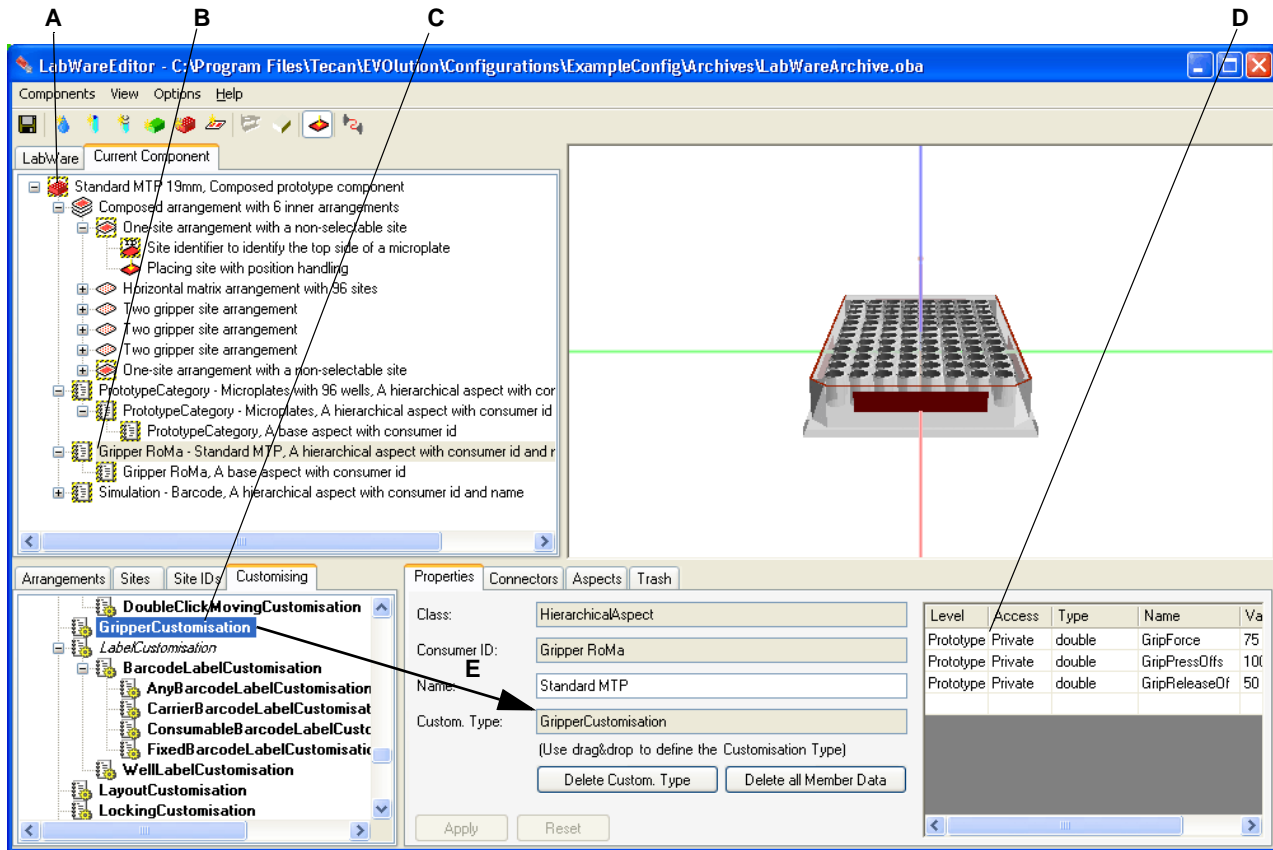 A B C D
LabWareEditor - C:\Program Files\Tecan\EVOlution\Configurations\ExampleConfig\Archives\LabWareArchive.oba
Components View Options Help
LabWare Current Component
Standard MTP 19mm, Composed prototype component
Composed arrangement with 6 inner arrangements
One-site arrangement with a non-selectable site
Site identifier to identify the top side of a microplate
Placing site with position handling
Horizontal matrix arrangement with 96 sites
Two gripper site arrangement
Two gripper site arrangement
Two gripper site arrangement
One-site arrangement with a non-selectable site
PrototypeCategory - Microplates with 96 wells, A hierarchical aspect with cor
PrototypeCategory - Microplates, A hierarchical aspect with consumer id
PrototypeCategory, A base aspect with consumer id
Gripper RoMa - Standard MTP, A hierarchical aspect with consumer id and r
Gripper RoMa, A base aspect with consumer id
Simulation - Barcode, A hierarchical aspect with consumer id and name
Arrangements Sites Site IDs Customising
DoubleClickMovingCustomisation
GripperCustomisation
LabelCustomisation
BarcodeLabelCustomisation
AnyBarcodeLabelCustomisation
CarrierBarcodeLabelCustomisat
ConsumableBarcodeLabelCustc
FixedBarcodeLabelCustomisatic
WellLabelCustomisation
LayoutCustomisation
LockingCustomisation
Properties Connectors Aspects Trash
Class: HierarchicalAspect
Consumer ID: Gripper RoMa
E
Name: Standard MTP
Custom. Type: GripperCustomisation
(Use drag&drop to define the Customisation Type)
Delete Custom. Type Delete all Member Data
Apply Reset
Level Access Type Name Va
Prototype Private double GripForce 75
Prototype Private double GripPressOffs 100
Prototype Private double GripReleaseOf 50